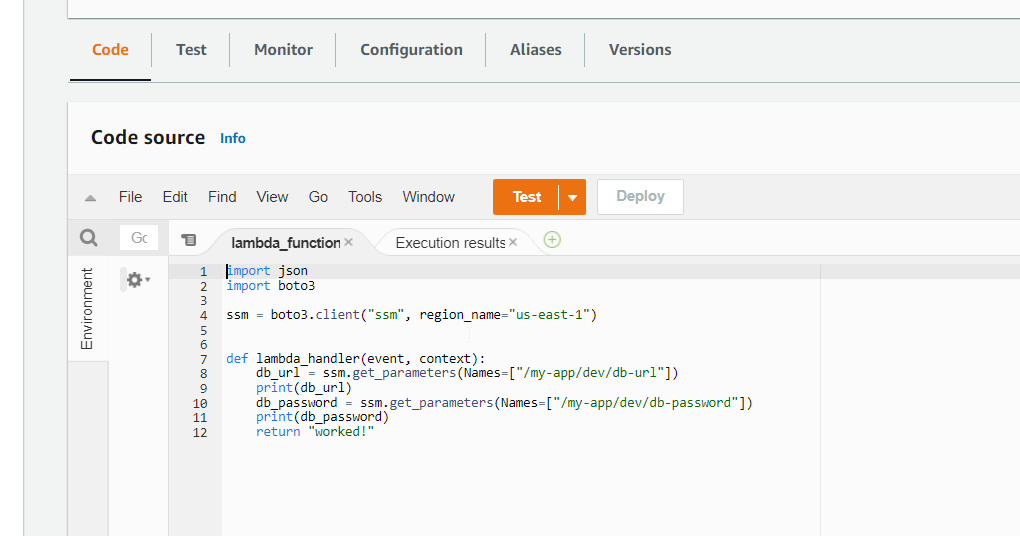 Code Test Monitor Configuration Aliases Versions
Code source Info
File Edit Find View Go Tools Window Test Deploy
Go lambda_function × Execution results ×
Environment
1 import json
2 import boto3
3
4 ssm = boto3.client("ssm", region_name="us-east-1")
5
6
7 def lambda_handler(event, context):
8     db_url = ssm.get_parameters(Names=["/my-app/dev/db-url"])
9     print(db_url)
10     db_password = ssm.get_parameters(Names=["/my-app/dev/db-password"])
11     print(db_password)
12     return "worked!"